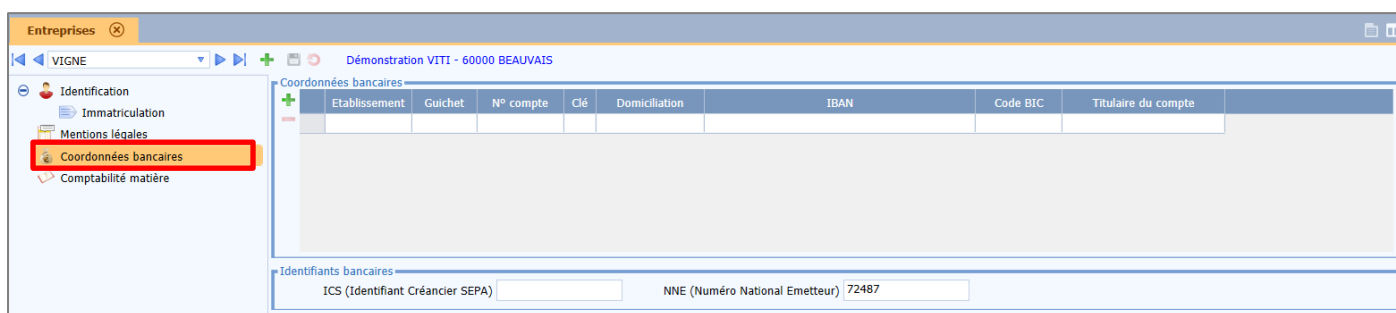 Entreprises
VIGNE
Démonstration VITI - 60000 BEAUVAIS
Identification
Immatriculation
Mentions légales
Coordonnées bancaires
Comptabilité matière
Coordonnées bancaires
Etablissement Guichet N° compte Clé Domiciliation IBAN Code BIC Titulaire du compte
Identifiants bancaires
ICS (Identifiant Créancier SEPA) NNE (Numéro National Emetteur) 72487